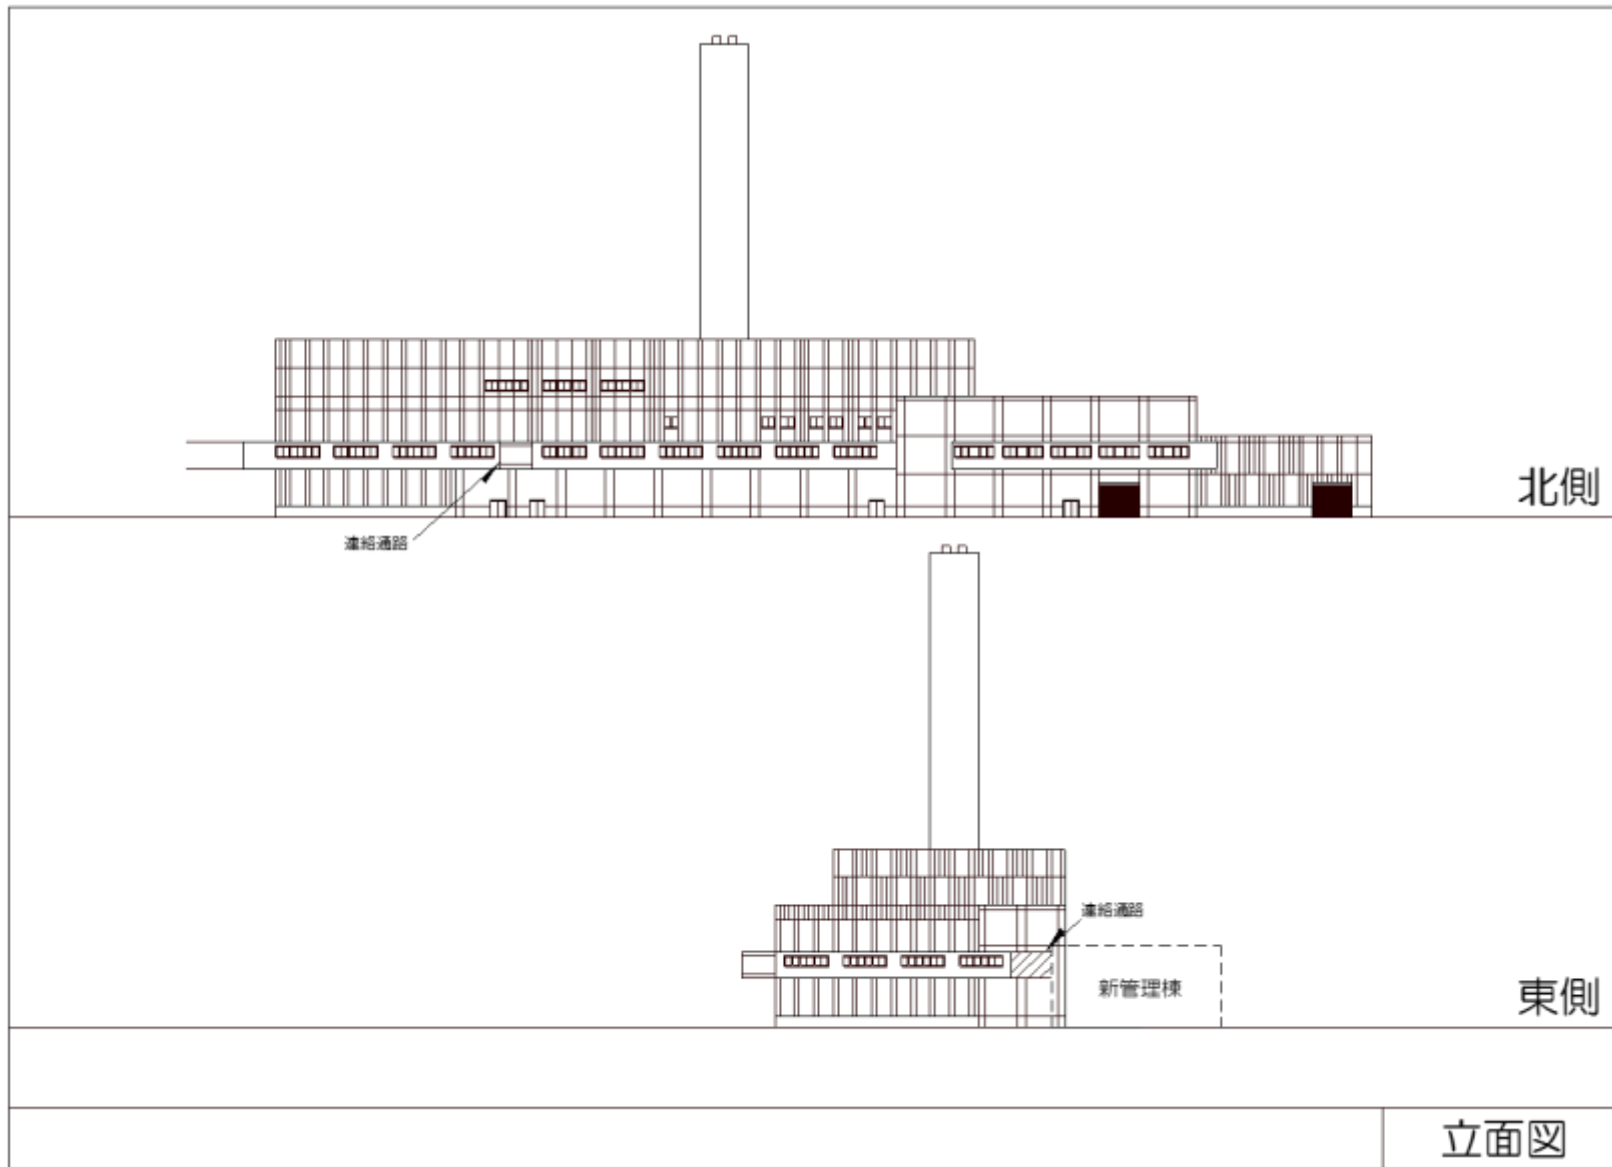 北側
連絡通路
連絡通路
新管理棟
東側
立面図